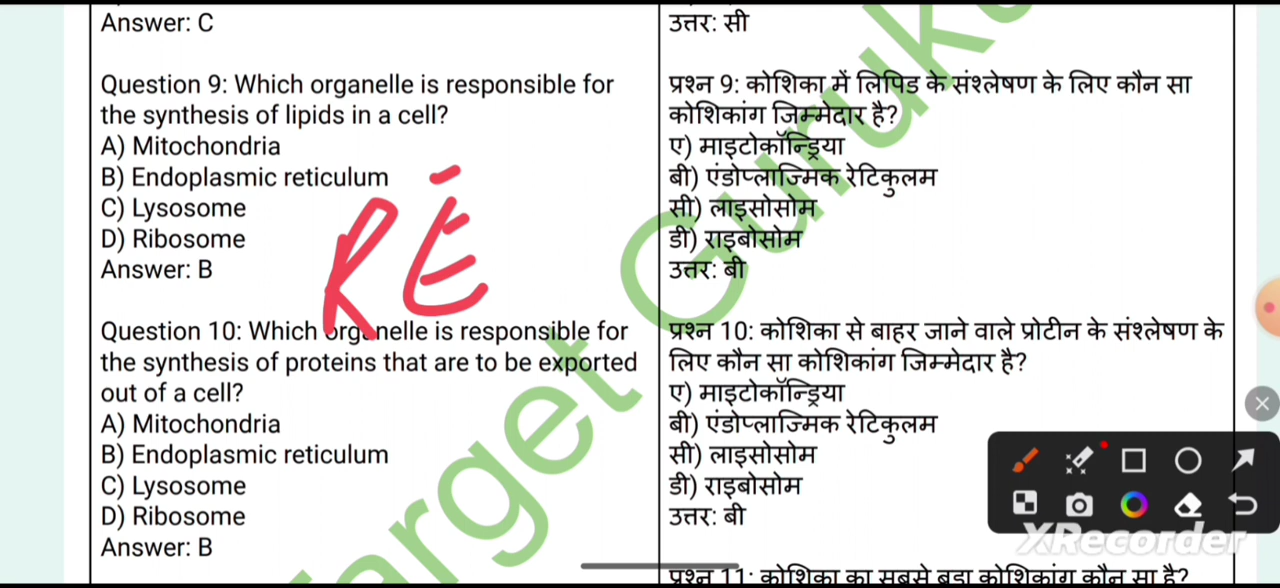 Answer: C
Question 9: Which organelle is responsible for
the synthesis of lipids in a cell?
A) Mitochondria
B) Endoplasmic reticulum
C) Lysosome
D) Ribosome
Answer: B
Question 10: Which organelle is responsible for
the synthesis of proteins that are to be exported
out of a cell?
A) Mitochondria
B) Endoplasmic reticulum
C) Lysosome
D) Ribosome
Answer: B
उत्तर: सी
प्रश्न 9: कोशिका में लिपिड के संश्लेषण के लिए कौन सा
कोशिकांग जिम्मेदार है?
ए) माइटोकॉन्ड्रिया
बी) एंडोप्लाज्मिक रेटिकुलम
सी) लाइसोसोम
डी) राइबोसोम
उत्तर: बी
प्रश्न 10: कोशिका से बाहर जाने वाले प्रोटीन के संश्लेषण के
लिए कौन सा कोशिकांग जिम्मेदार है?
ए) माइटोकॉन्ड्रिया
बी) एंडोप्लाज्मिक रेटिकुलम
सी) लाइसोसोम
डी) राइबोसोम
उत्तर: बी
प्रश्न 11: कोशिका का सबसे बड़ा कोशिकांग कौन सा है?
RE
arget Guruku
XRecorder